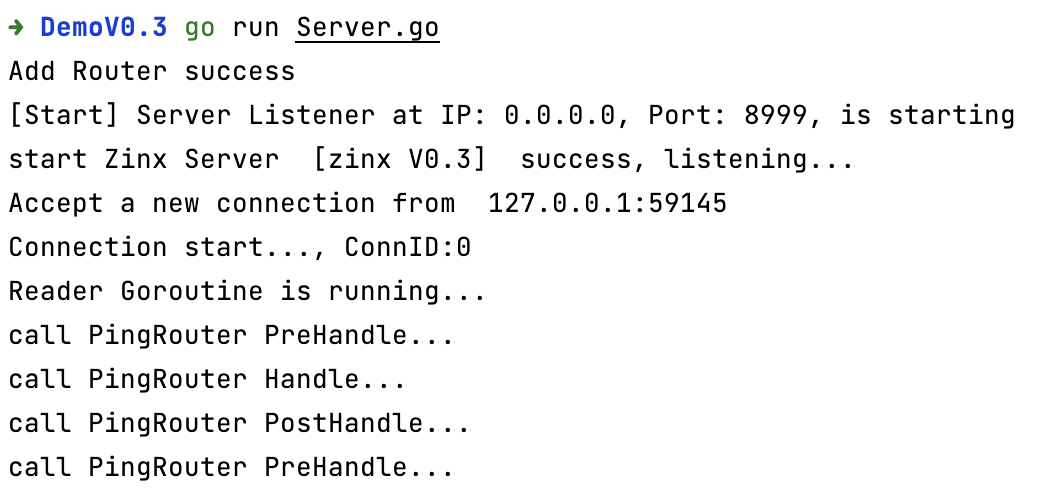 ➜ DemoV0.3 go run Server.go
Add Router success
[Start] Server Listener at IP: 0.0.0.0, Port: 8999, is starting
start Zinx Server  [zinx V0.3]  success, listening...
Accept a new connection from  127.0.0.1:59145
Connection start..., ConnID:0
Reader Goroutine is running...
call PingRouter PreHandle...
call PingRouter Handle...
call PingRouter PostHandle...
call PingRouter PreHandle...